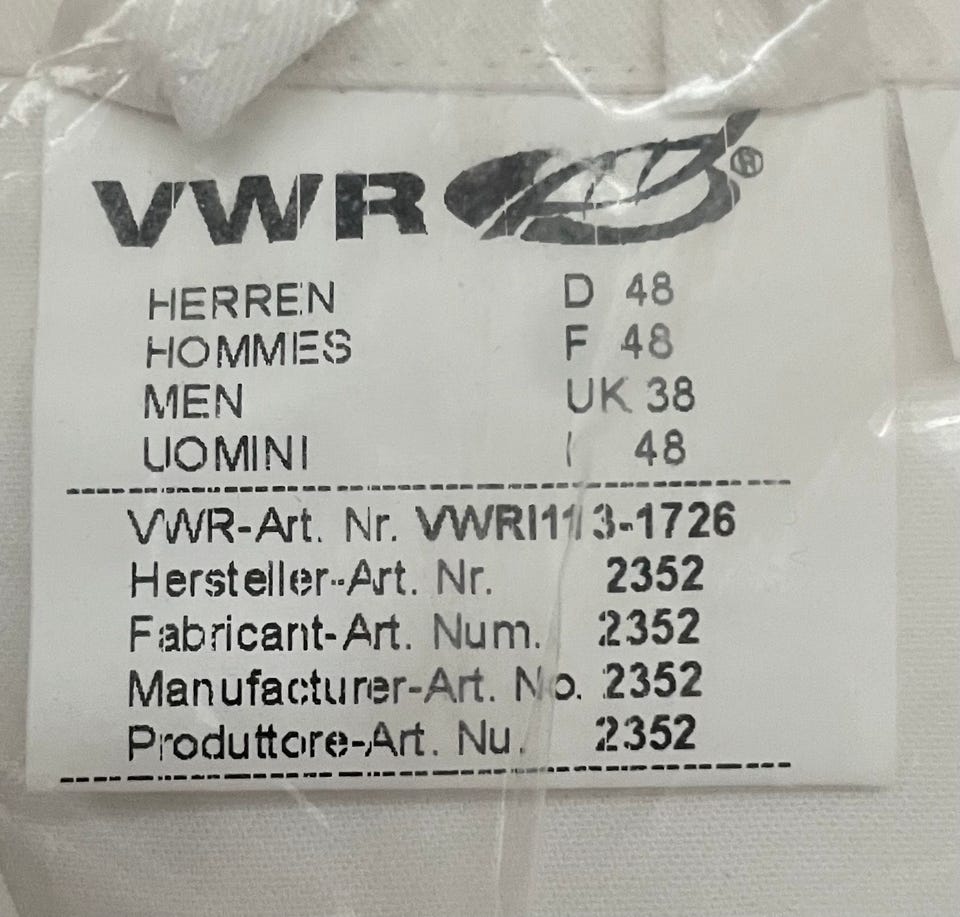 VWR ®
HERREN D 48
HOMMES F 48
MEN UK 38
UOMINI I 48
VWR-Art. Nr. VWRI113-1726
Hersteller-Art. Nr. 2352
Fabricant-Art. Num. 2352
Manufacturer-Art. No. 2352
Produttore-Art. Nu. 2352